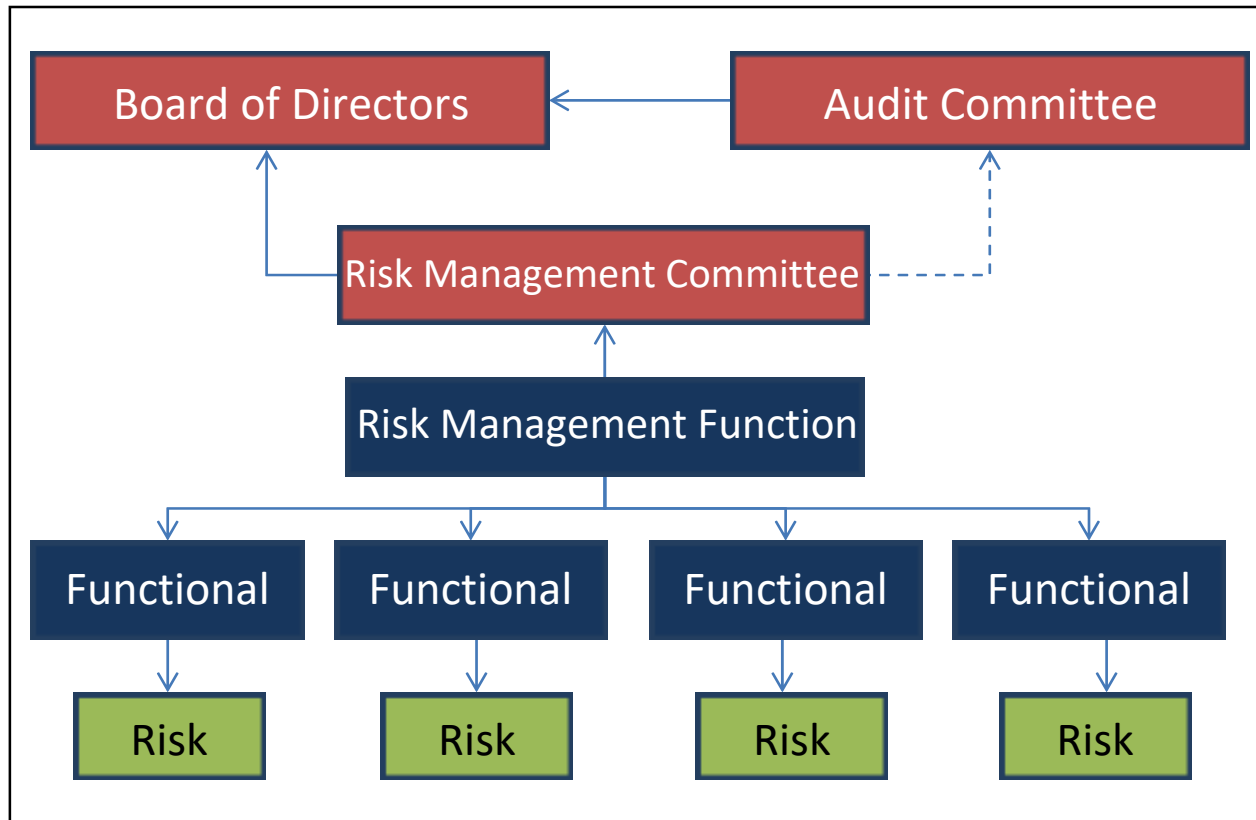 Board of Directors
Audit Committee
Risk Management Committee
Risk Management Function
Functional
Functional
Functional
Functional
Risk
Risk
Risk
Risk